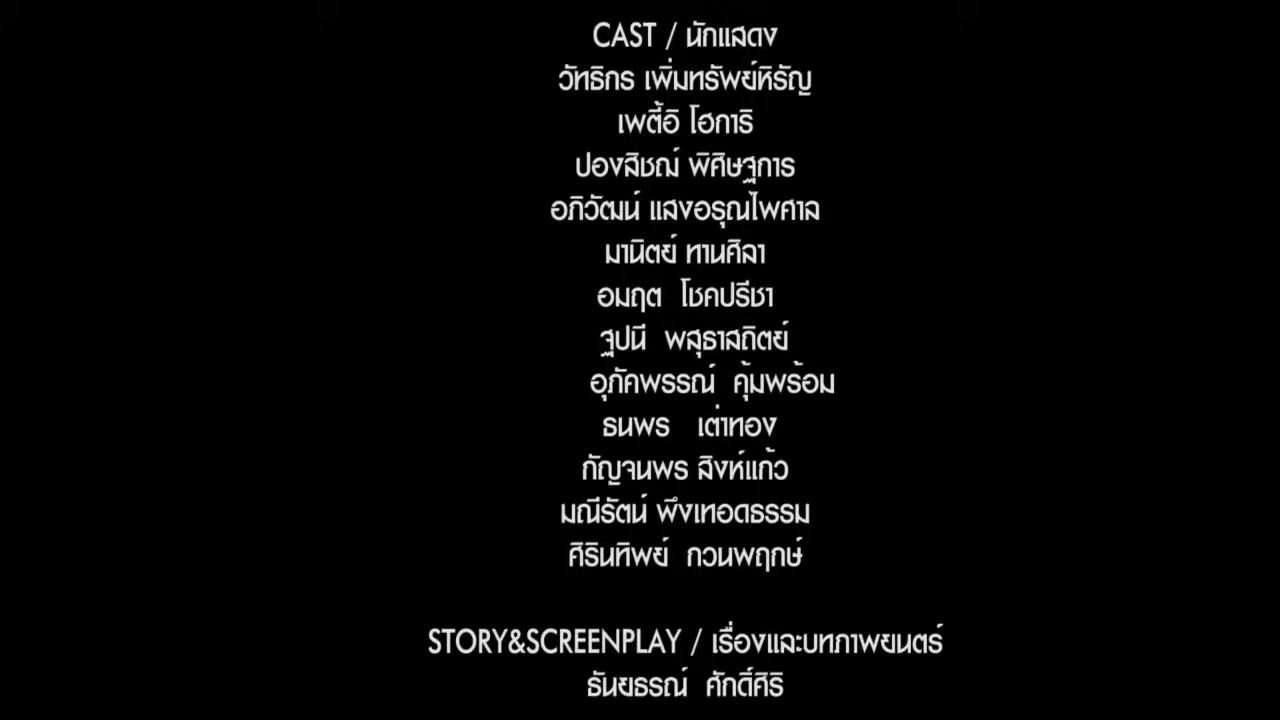 CAST / นักแสดง
วัทธิกร เพิ่มทรัพย์หิรัญ
เพตี้อิ โฮการิ
ปองสิชฌ์ พิศิษฐการ
อภิวัฒน์ แสงอรุณไพศาล
มานิตย์ ทานศิลา
อมฤต โชคปรีชา
ฐปนี พสุธาสถิตย์
อุภัคพรรณ์ คุ้มพร้อม
ธนพร เต่าทอง
กัญจนพร สิงห์แก้ว
มณีรัตน์ พึงเทอดธรรม
ศิรินทิพย์ กวนพฤกษ์
STORY&SCREENPLAY / เรื่องและบทภาพยนตร์
ธันยธรณ์ ศักดิ์ศิริ